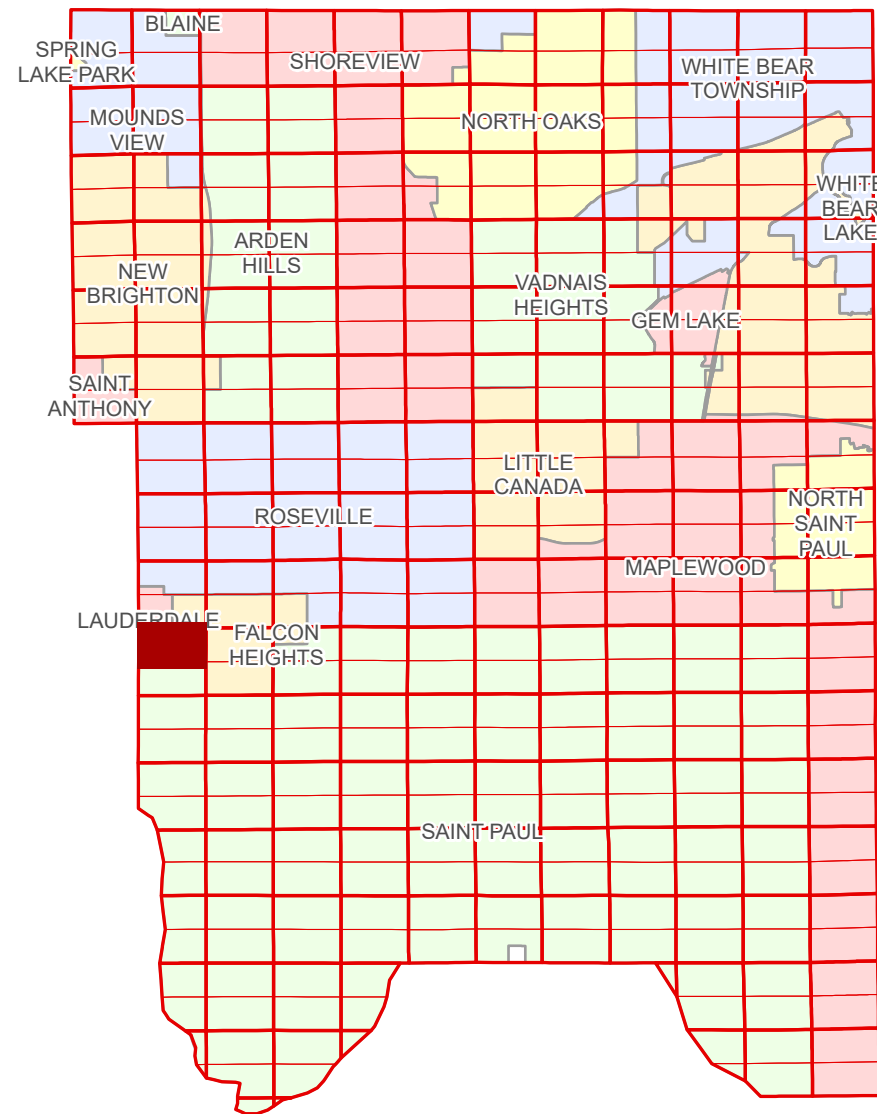 BLAINE
SPRING
LAKE PARK
SHOREVIEW
WHITE BEAR
TOWNSHIP
MOUNDS
VIEW
NORTH OAKS
WHITE
BEAR
LAKE
ARDEN
HILLS
NEW
BRIGHTON
VADNAIS
HEIGHTS
GEM LAKE
SAINT
ANTHONY
LITTLE
CANADA
NORTH
SAINT
PAUL
ROSEVILLE
MAPLEWOOD
LAUDERDALE
FALCON
HEIGHTS
SAINT PAUL